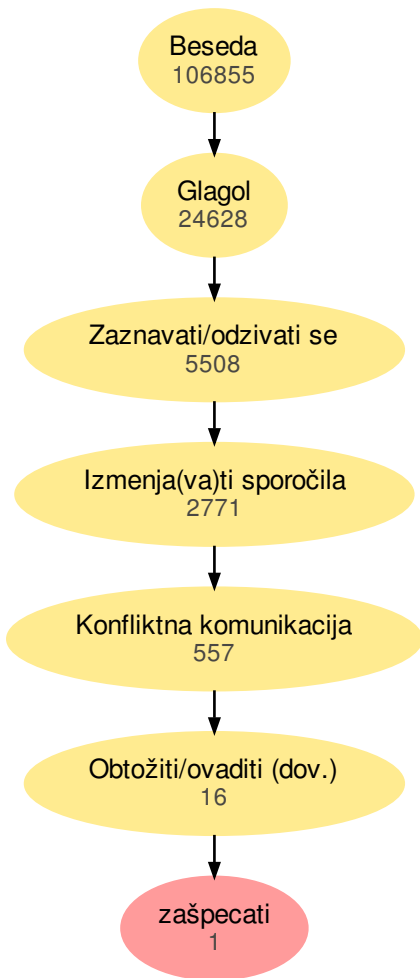 Beseda
106855
Glagol
24628
Zaznavati/odzivati se
5508
Izmenja(va)ti sporočila
2771
Konfliktna komunikacija
557
Obtožiti/ovaditi (dov.)
16
zašpecati
1